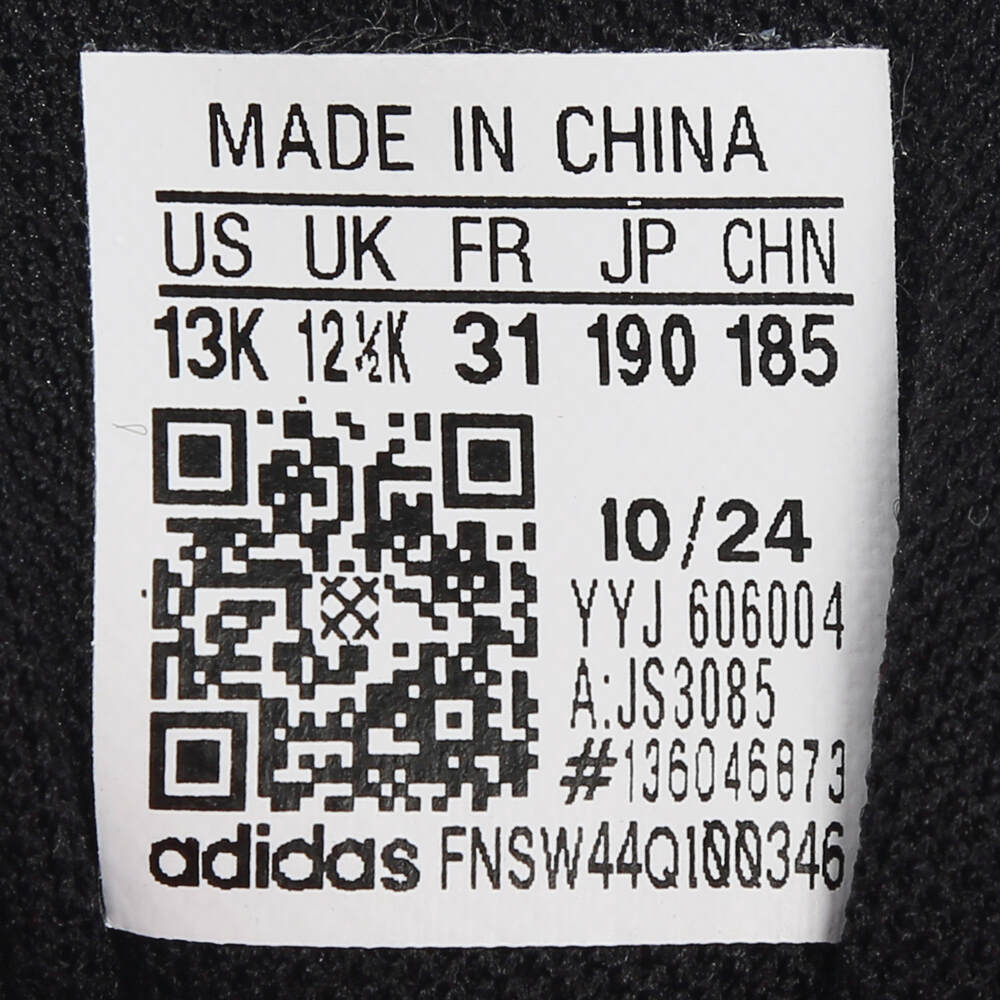 MADE IN CHINA
US UK FR JP CHN
13K 12½K 31 190 185
10/24
YYJ 606004
A:JS3085
#136046873
adidas FNSW44Q100346